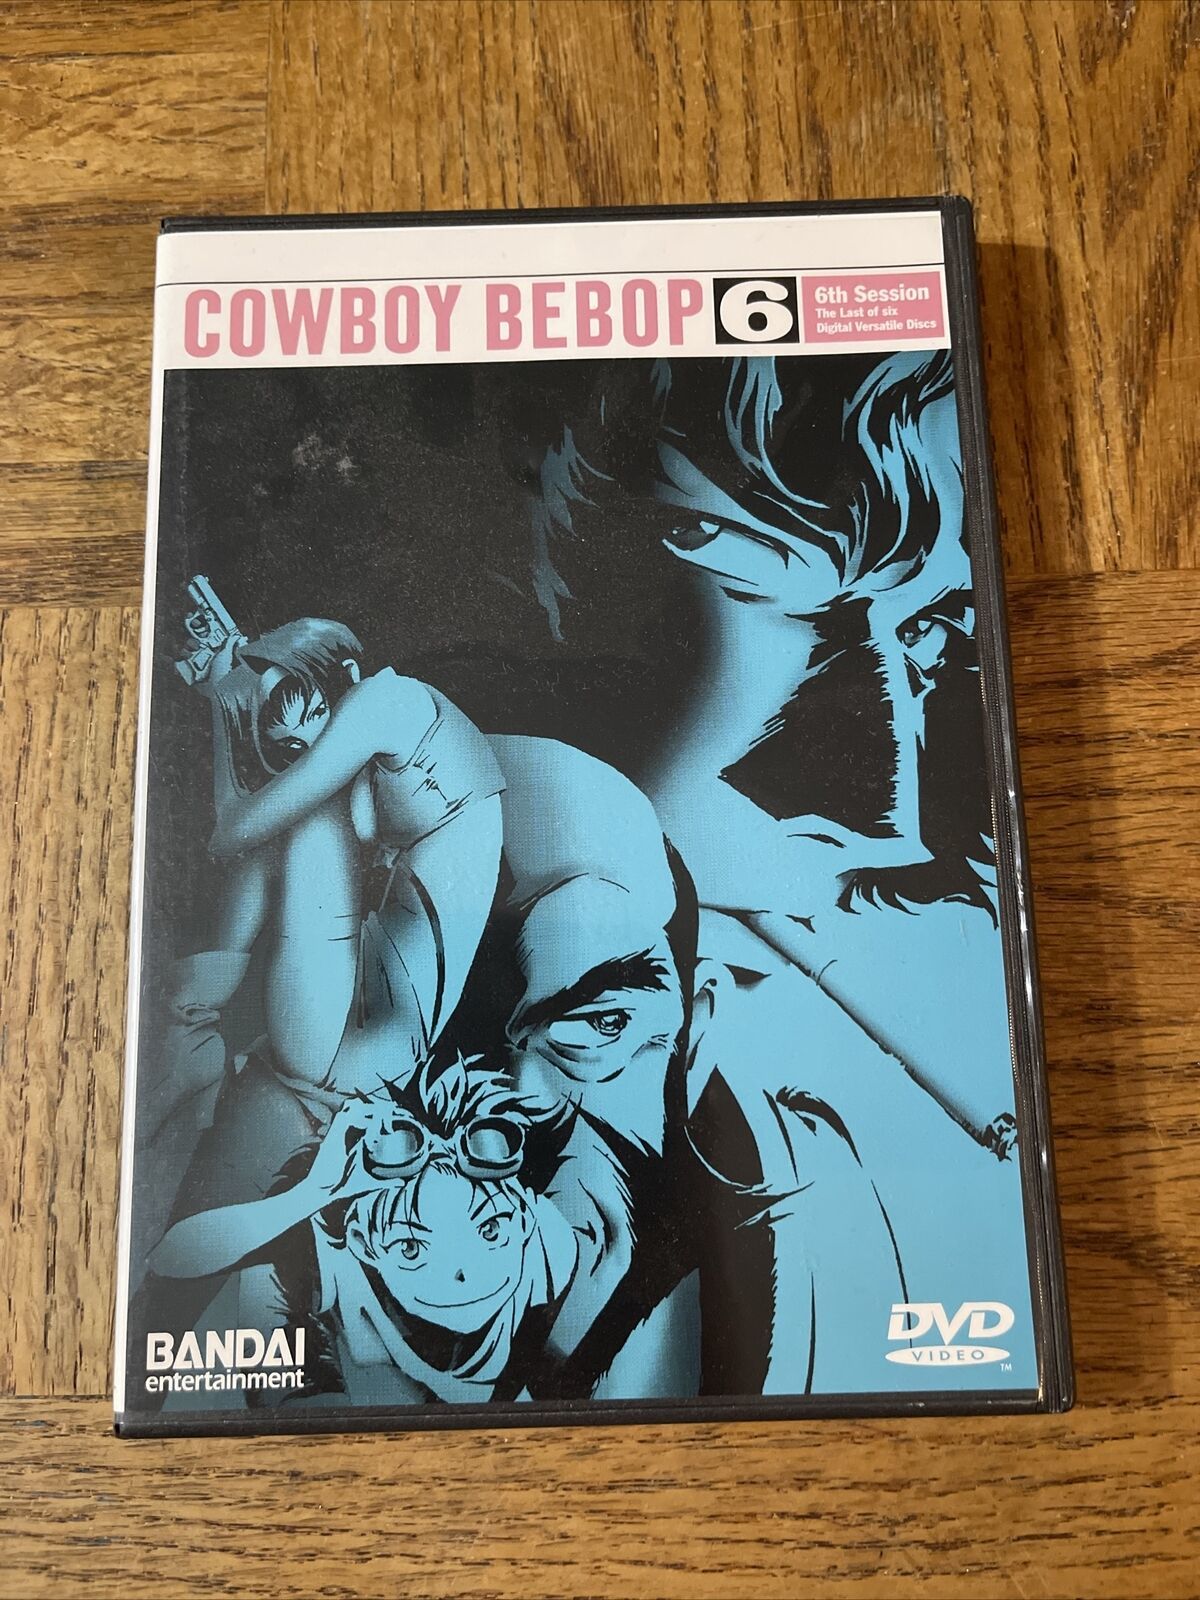 COWBOY BEBOP 6
6th Session
The Last of six
Digital Versatile Discs
BANDAI
entertainment
DVD
VIDEO
TM